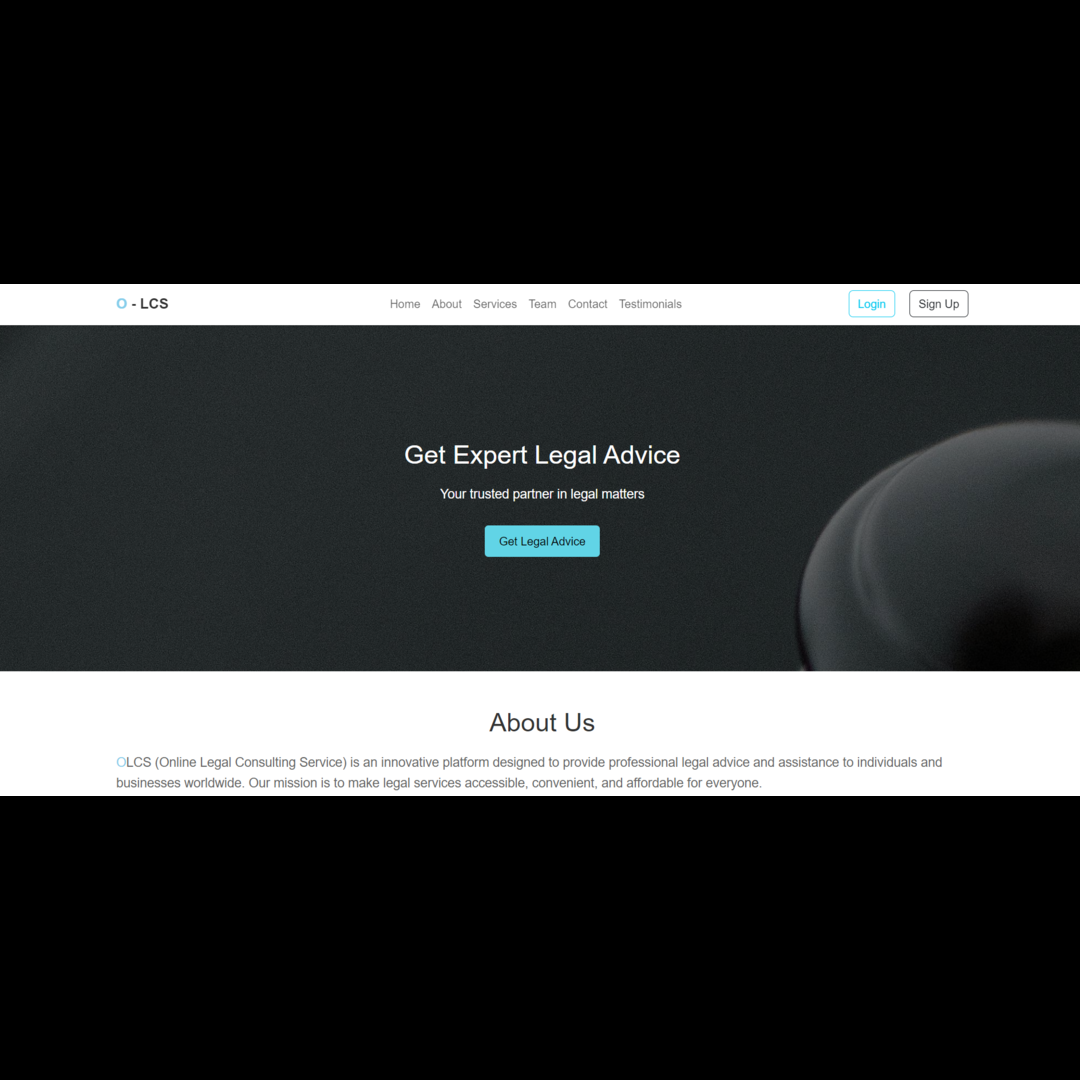 O - LCS
Home About Services Team Contact Testimonials
Login Sign Up
Get Expert Legal Advice
Your trusted partner in legal matters
Get Legal Advice
About Us
OLCS (Online Legal Consulting Service) is an innovative platform designed to provide professional legal advice and assistance to individuals and
businesses worldwide. Our mission is to make legal services accessible, convenient, and affordable for everyone.